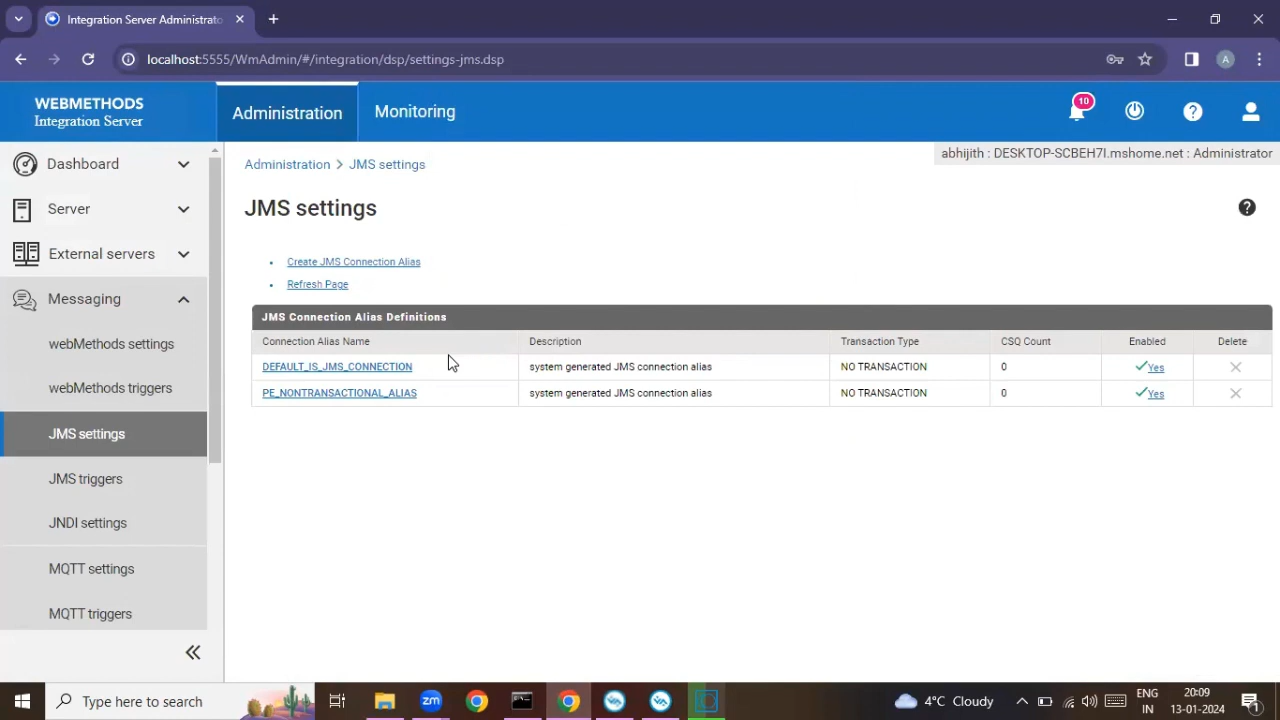 Integration Server Administrato
localhost:5555/WmAdmin/#/integration/dsp/settings-jms.dsp
A
WEBMETHODS
Integration Server
Administration
Monitoring
10
abhijith : DESKTOP-SCBEH7I.mshome.net : Administrator
Dashboard
Server
External servers
Messaging
webMethods settings
webMethods triggers
JMS settings
JMS triggers
JNDI settings
MQTT settings
MQTT triggers
Administration > JMS settings
JMS settings
Create JMS Connection Alias
Refresh Page
JMS Connection Alias Definitions
Connection Alias Name Description Transaction Type CSQ Count Enabled Delete
DEFAULT_IS_JMS_CONNECTION system generated JMS connection alias NO TRANSACTION 0 Yes
PE_NONTRANSACTIONAL_ALIAS system generated JMS connection alias NO TRANSACTION 0 Yes
Type here to search
zm
4°C Cloudy
ENG
IN
20:09
13-01-2024
1